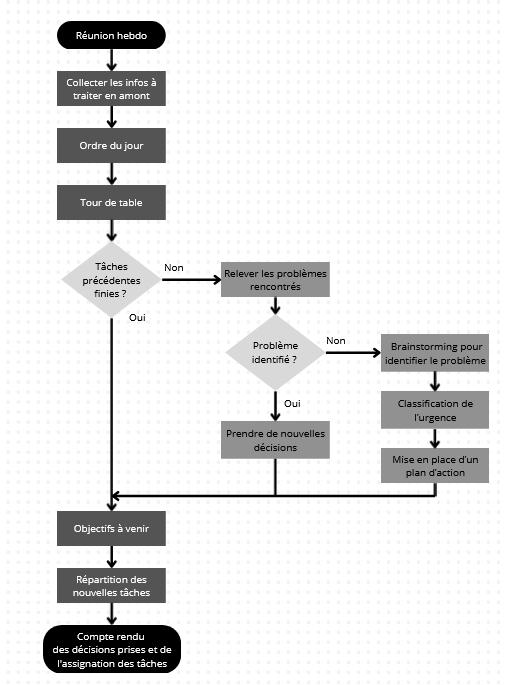 Réunion hebdo
Collecter les infos à
traiter en amont
Ordre du jour
Tour de table
Tâches
précédentes
finies ?
Non
Relever les problèmes
rencontrés
Oui
Problème
identifié ?
Non
Brainstorming pour
identifier le problème
Oui
Classification de
l'urgence
Prendre de nouvelles
décisions
Mise en place d'un
plan d'action
Objectifs à venir
Répartition des
nouvelles tâches
Compte rendu
des décisions prises et de
l'assignation des tâches